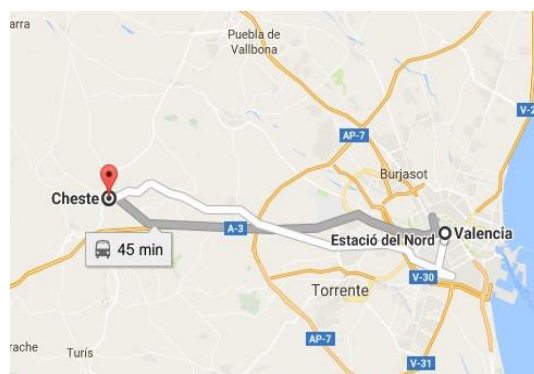 arra
Puebla de
Vallbona
V-2
AP-7
Burjasot
Cheste
A-3
Estació del Nord
Valencia
45 min
V-30
Torrente
AP-7
rache
Turís
V-31